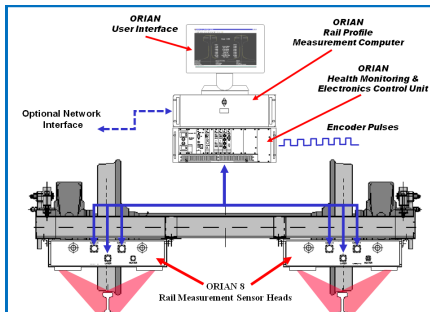 ORIAN
User Interface
ORIAN
Rail Profile
Measurement Computer
ORIAN
Health Monitoring &
Electronics Control Unit
Optional Network
Interface
Encoder Pulses
ORIAN 8
Rail Measurement Sensor Heads